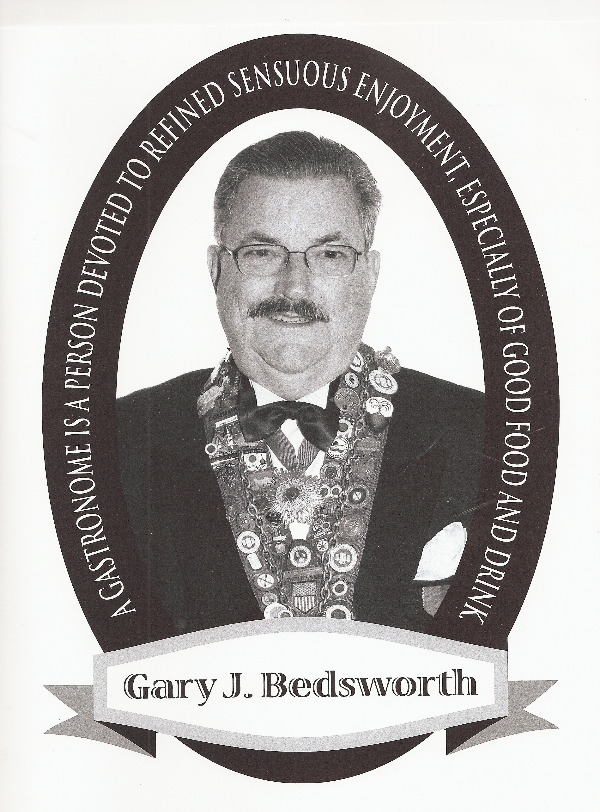 A GASTRONOME IS A PERSON DEVOTED TO REFINED SENSUOUS ENJOYMENT, ESPECIALLY OF GOOD FOOD AND DRINK
Gary J. Bedsworth